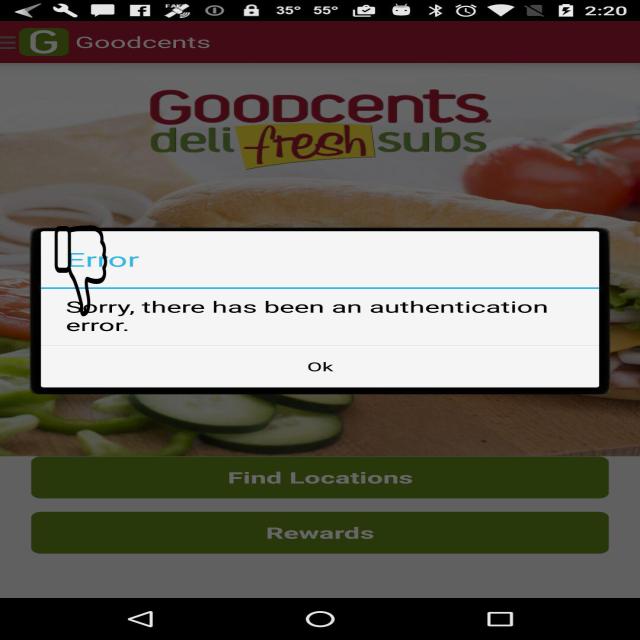 35° 55° 2:20
G Goodcents
GOODCENTS
deli fresh subs
Error
Sorry, there has been an authentication
error.
Ok
Find Locations
Rewards